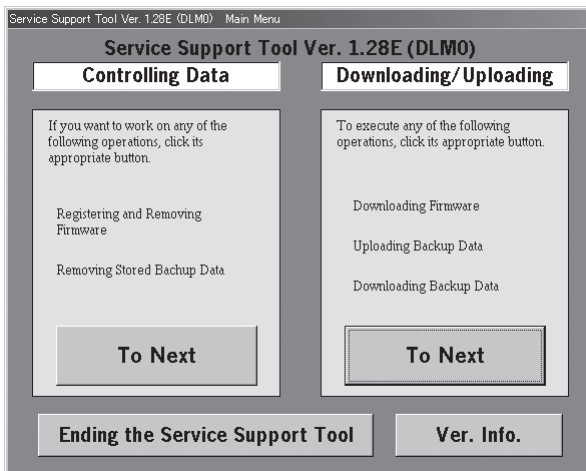 Service Support Tool Ver. 1.28E (DLM0)   Main Menu
Service Support Tool Ver. 1.28E (DLM0)
Controlling Data
If you want to work on any of the
following operations, click its
appropriate button.
Registering and Removing
Firmware
Removing Stored Bachup Data
To Next
Downloading/Uploading
To execute any of the following
operations, click its appropriate button.
Downloading Firmware
Uploading Backup Data
Downloading Backup Data
To Next
Ending the Service Support Tool
Ver. Info.